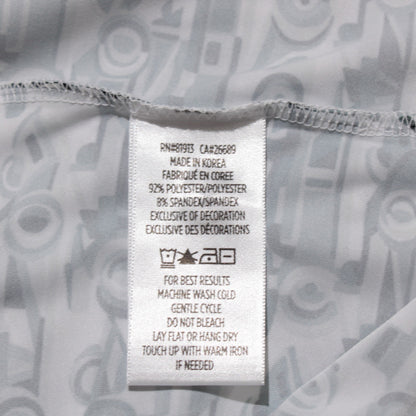 RN#81913 CA#26689
MADE IN KOREA
FABRIQUÉ EN COREE
92% POLYESTER/POLYESTER
8% SPANDEX/SPANDEX
EXCLUSIVE OF DECORATION
EXCLUSIVE DES DÉCORATIONS
FOR BEST RESULTS
MACHINE WASH COLD
GENTLE CYCLE
DO NOT BLEACH
LAY FLAT OR HANG DRY
TOUCH UP WITH WARM IRON
IF NEEDED